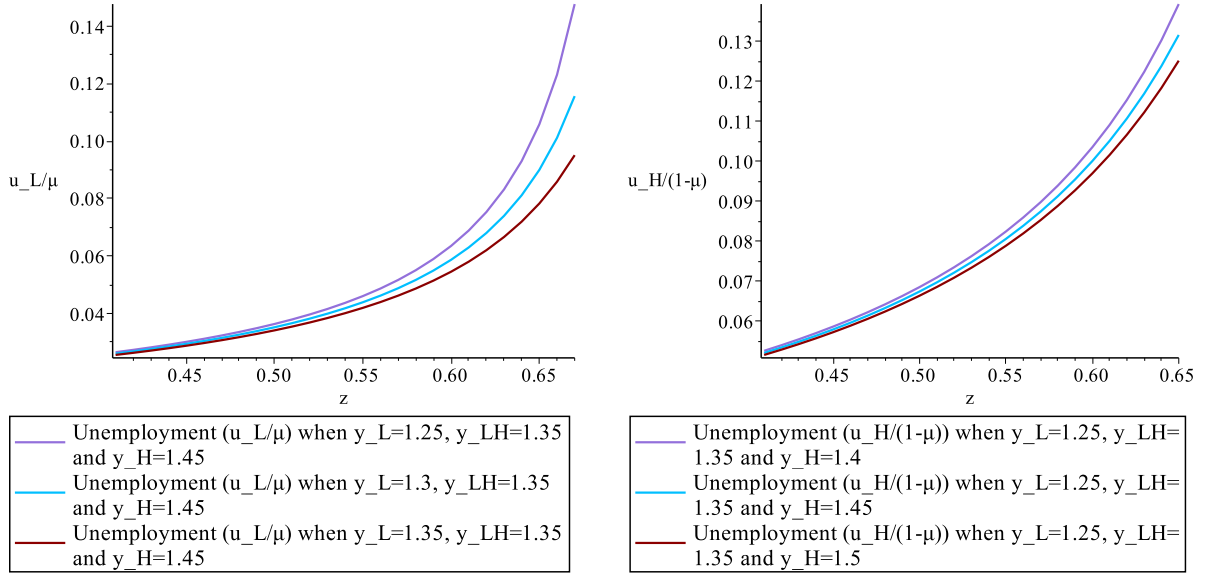 0.14
0.12
0.10
u_L/μ
0.08
0.06
0.04
0.45
0.50
0.55
0.60
0.65
z
Unemployment (u_L/μ) when y_L=1.25, y_LH=1.35
and y_H=1.45
Unemployment (u_L/μ) when y_L=1.3, y_LH=1.35
and y_H=1.45
Unemployment (u_L/μ) when y_L=1.35, y_LH=1.35
and y_H=1.45
0.13
0.12
0.11
0.10
u_H/(1-μ)
0.09
0.08
0.07
0.06
0.45
0.50
0.55
0.60
0.65
z
Unemployment (u_H/(1-μ)) when y_L=1.25, y_LH=
1.35 and y_H=1.4
Unemployment (u_H/(1-μ)) when y_L=1.25, y_LH=
1.35 and y_H=1.45
Unemployment (u_H/(1-μ)) when y_L=1.25, y_LH=
1.35 and y_H=1.5